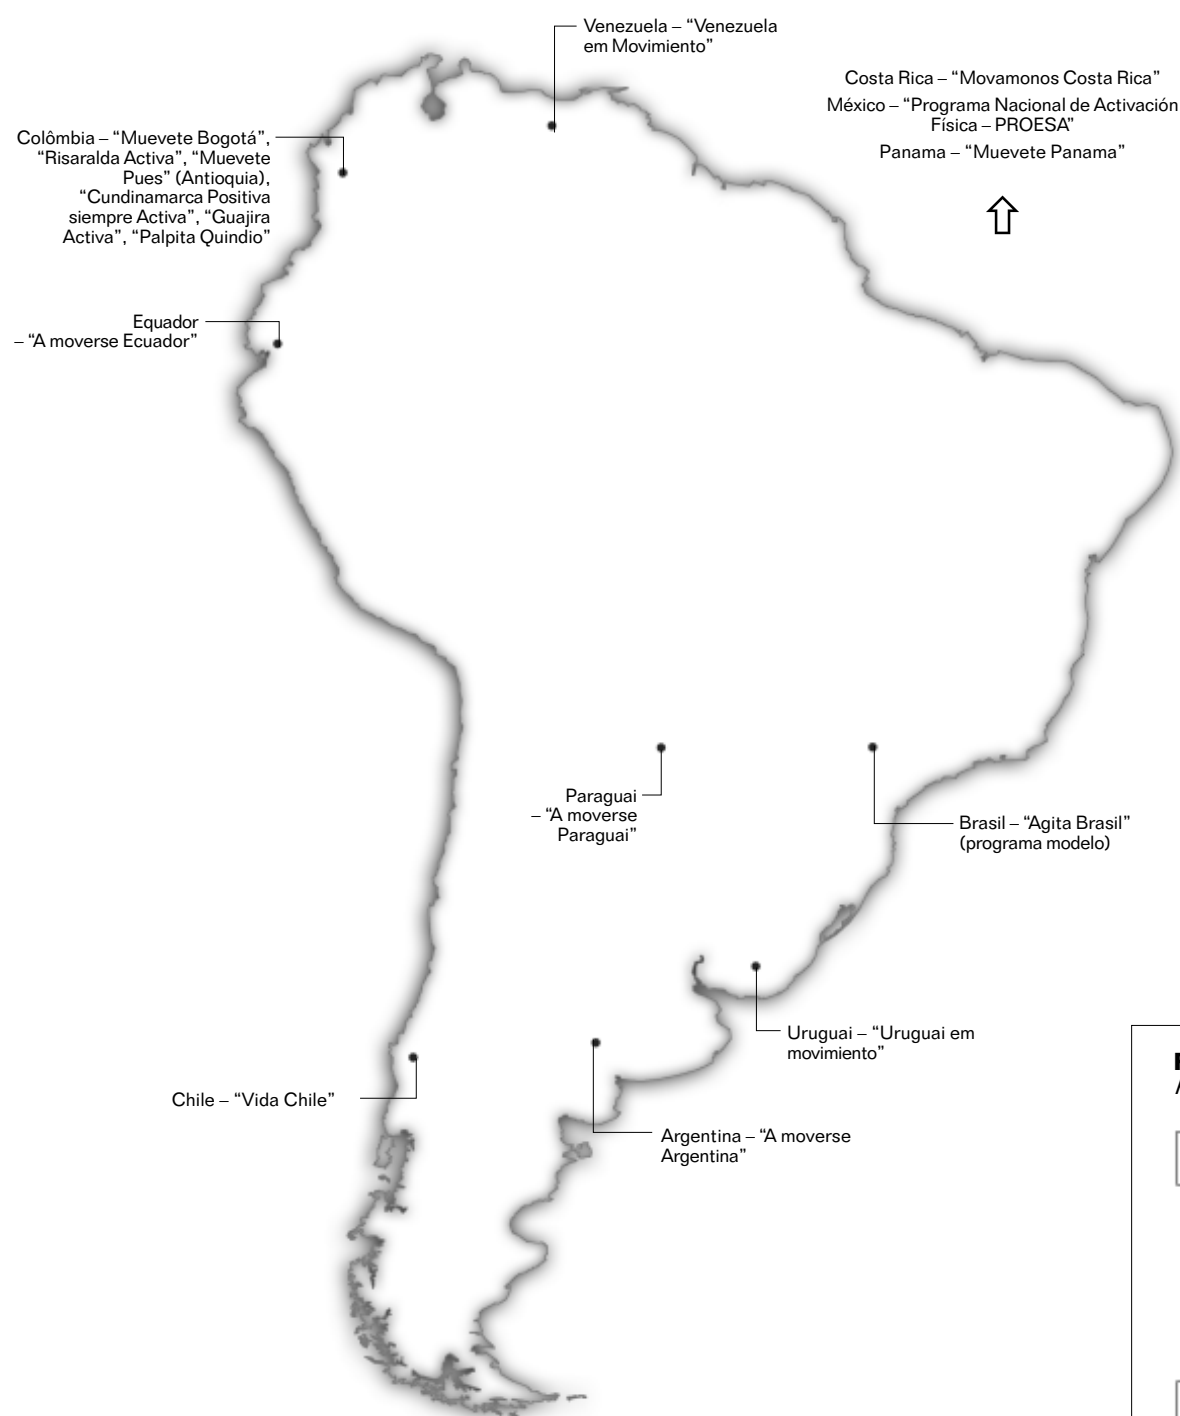 Venezuela – “Venezuela
em Movimiento”
Costa Rica – “Movamonos Costa Rica”
México – “Programa Nacional de Activación
Física – PROESA”
Panama – “Muevete Panama”
Colômbia – “Muevete Bogotá”,
“Risaralda Activa”, “Muevete
Pues” (Antioquia),
“Cundinamarca Positiva
siempre Activa”, “Guajira
Activa”, “Palpita Quindio”
Equador
– “A moverse Ecuador”
Paraguai
– “A moverse
Paraguai”
Brasil – “Agita Brasil”
(programa modelo)
Uruguai – “Uruguai em
movimiento”
Chile – “Vida Chile”
Argentina – “A moverse
Argentina”